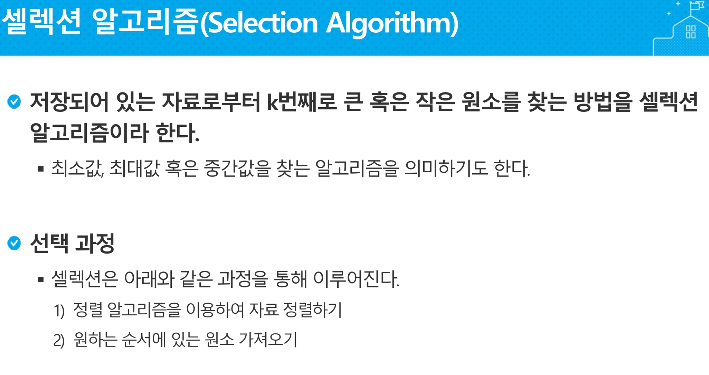 셀렉션 알고리즘(Selection Algorithm)
저장되어 있는 자료로부터 k번째로 큰 혹은 작은 원소를 찾는 방법을 셀렉션
알고리즘이라 한다.
▪ 최소값, 최대값 혹은 중간값을 찾는 알고리즘을 의미하기도 한다.
선택 과정
▪ 셀렉션은 아래와 같은 과정을 통해 이루어진다.
1) 정렬 알고리즘을 이용하여 자료 정렬하기
2) 원하는 순서에 있는 원소 가져오기